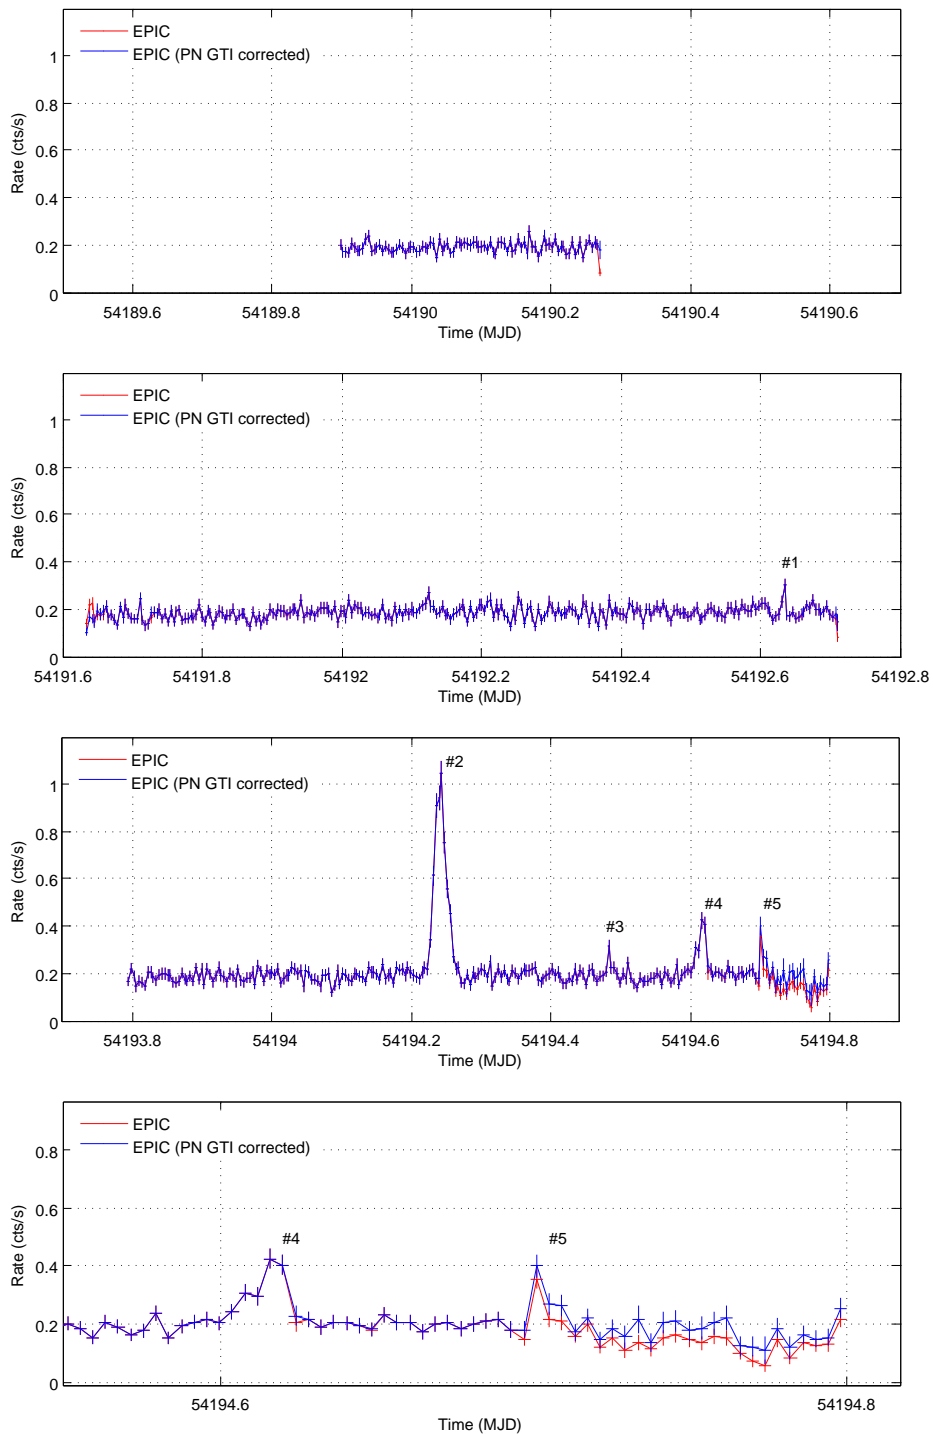 EPIC
EPIC (PN GTI corrected)
Rate (cts/s)
1
0.8
0.6
0.4
0.2
0
54189.6 54189.8 54190 54190.2 54190.4 54190.6
Time (MJD)
EPIC
EPIC (PN GTI corrected)
Rate (cts/s)
1
0.8
0.6
0.4
0.2
0
#1
54191.6 54191.8 54192 54192.2 54192.4 54192.6 54192.8
Time (MJD)
EPIC
EPIC (PN GTI corrected)
Rate (cts/s)
1
0.8
0.6
0.4
0.2
0
#2
#3
#4
#5
54193.8 54194 54194.2 54194.4 54194.6 54194.8
Time (MJD)
EPIC
EPIC (PN GTI corrected)
Rate (cts/s)
0.8
0.6
0.4
0.2
0
#4
#5
54194.6 54194.8
Time (MJD)